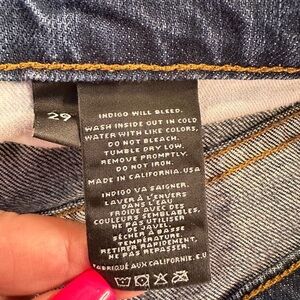 29
INDIGO WILL BLEED.
WASH INSIDE OUT IN COLD
WATER WITH LIKE COLORS.
DO NOT BLEACH.
TUMBLE DRY LOW.
REMOVE PROMPTLY.
DO NOT IRON.
MADE IN CALIFORNIA, USA
INDIGO VA SAIGNER.
LAVER À L'ENVERS
DANS L'EAU
FROIDE AVEC DES
COULEURS SEMBLABLES.
NE PAS UTILISER
DE JAVEL.
SÉCHER À BASSE
TEMPÉRATURE.
RETIRER RAPIDEMENT,
NE PAS REPASSER.
FABRIQUÉ AUX CALIFORNIE. É.U